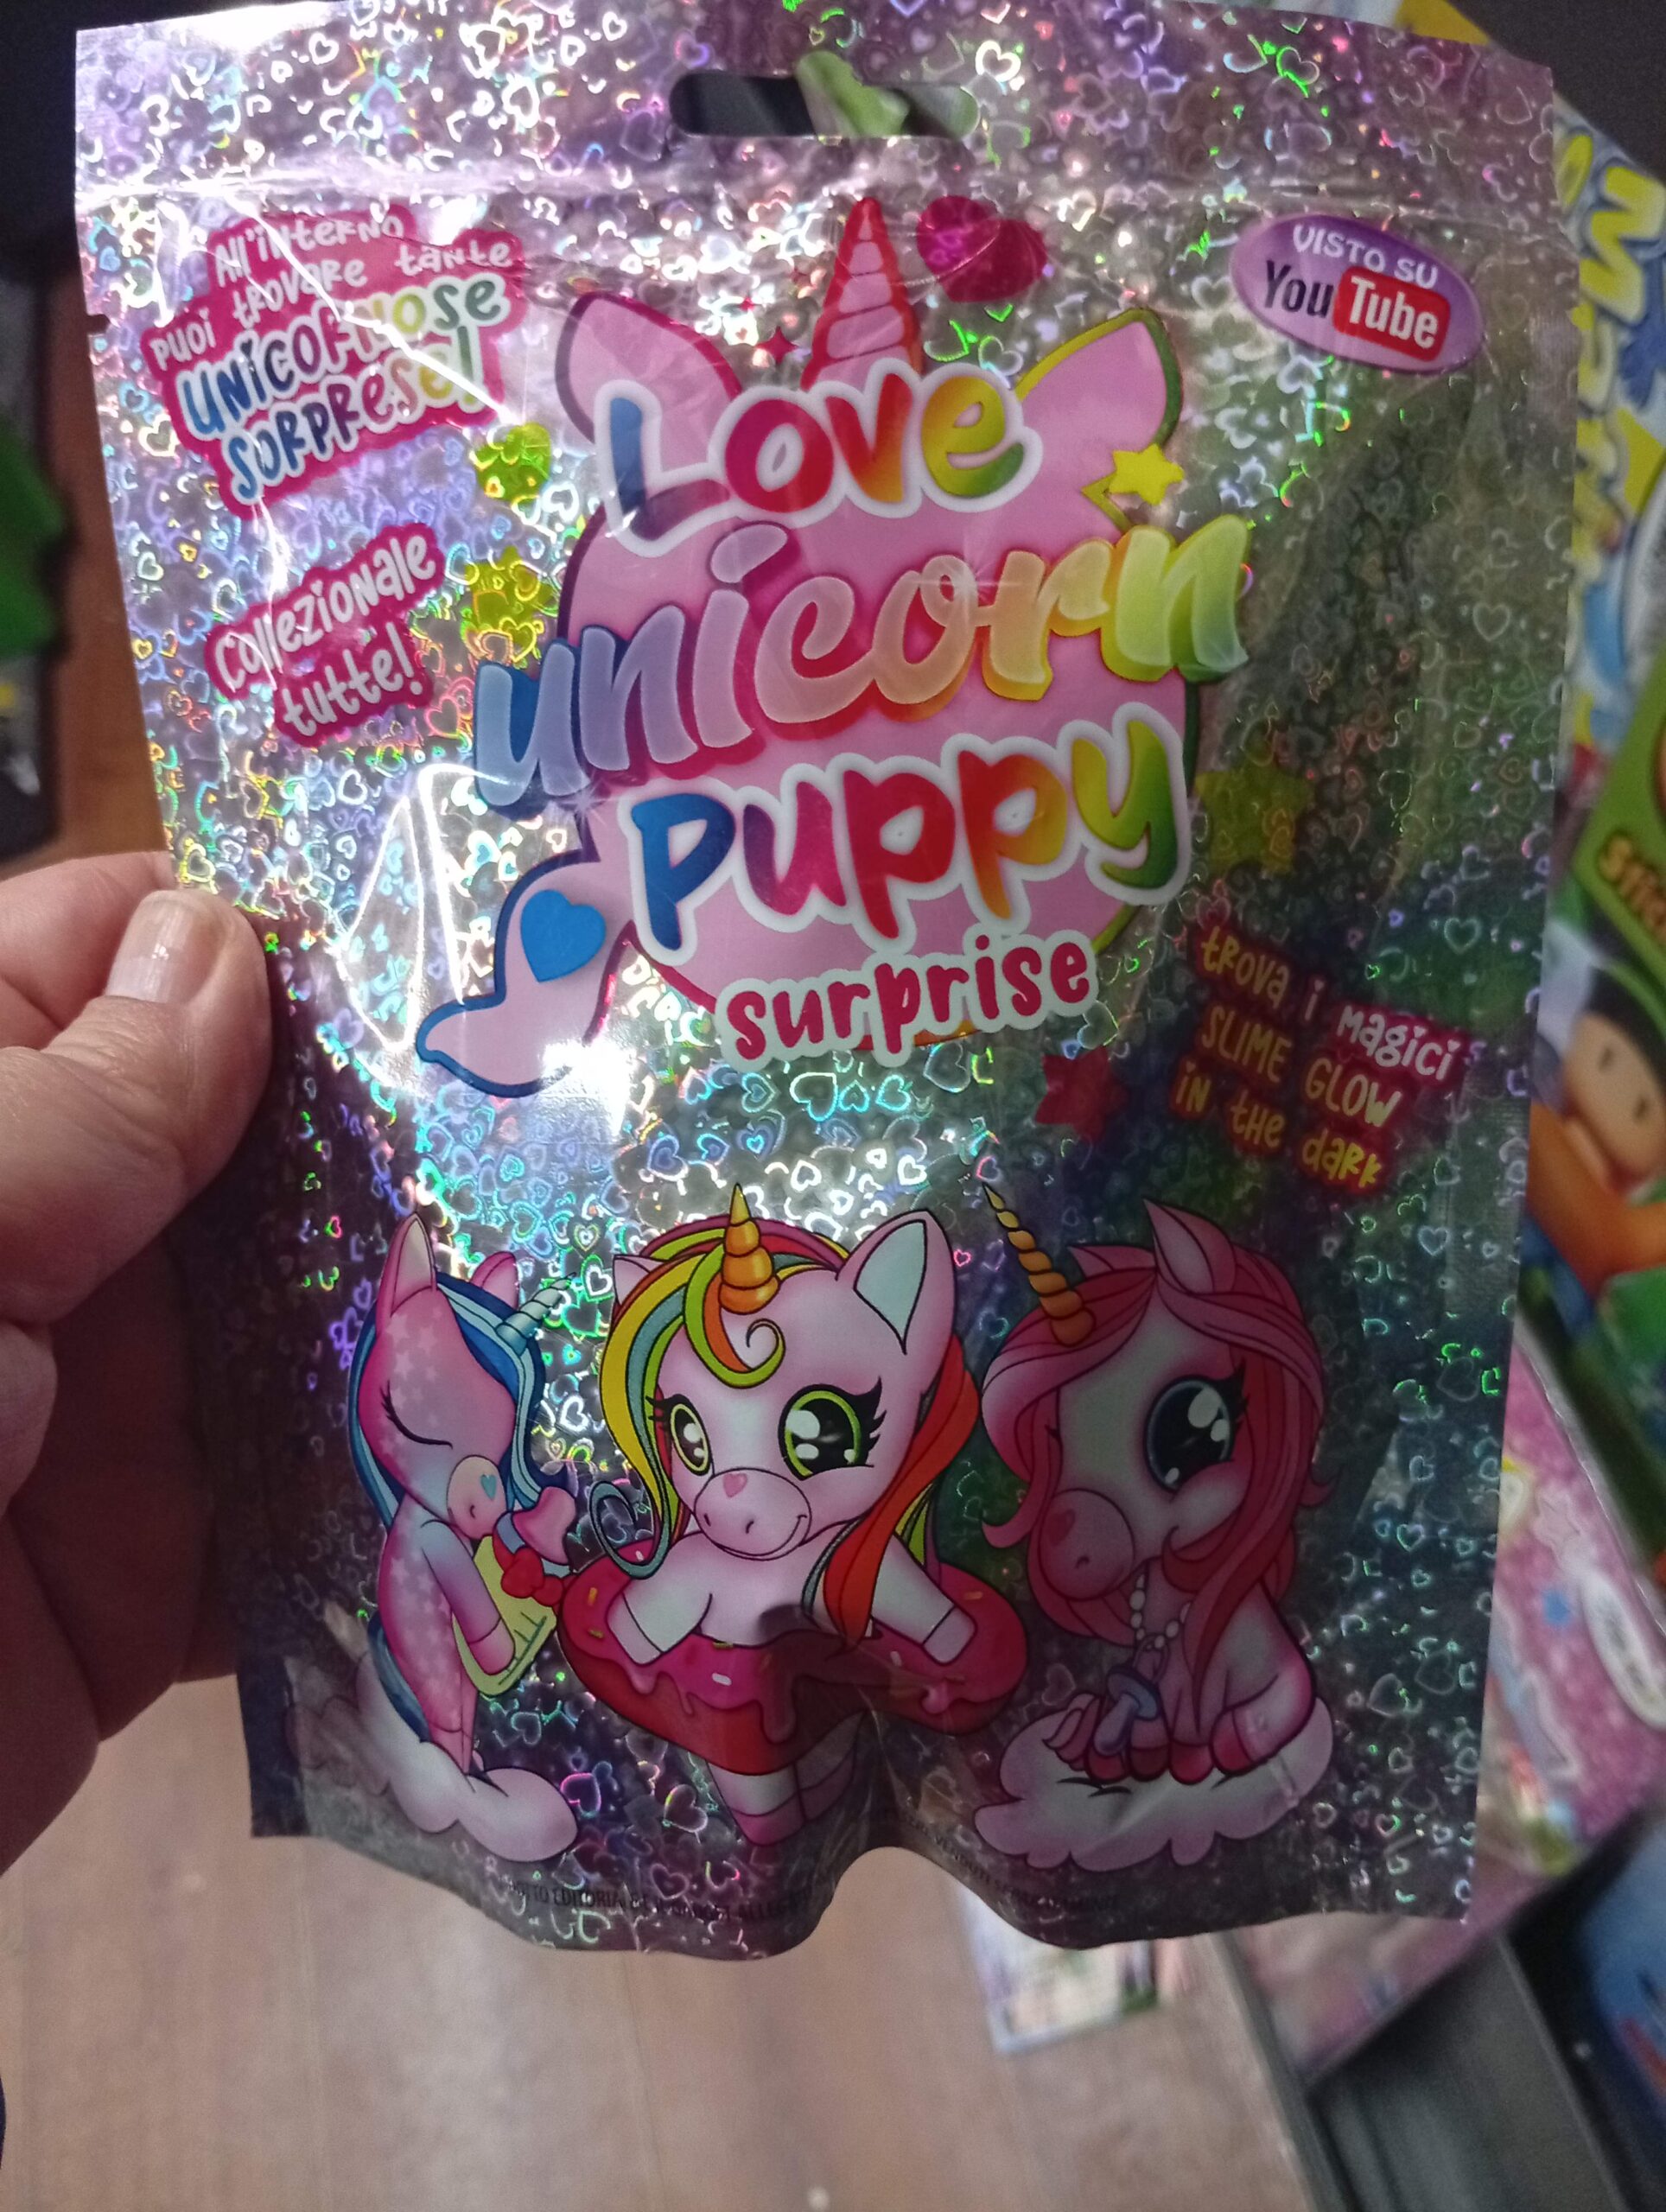 All'interno
puoi trovare tante
UNICORNOSE
SORPRESE!
Collezionale
tutte!
VISTO SU
YouTube
Love
unicorn
puppy
surprise
trova i magici
SLIME GLOW
IN the dark